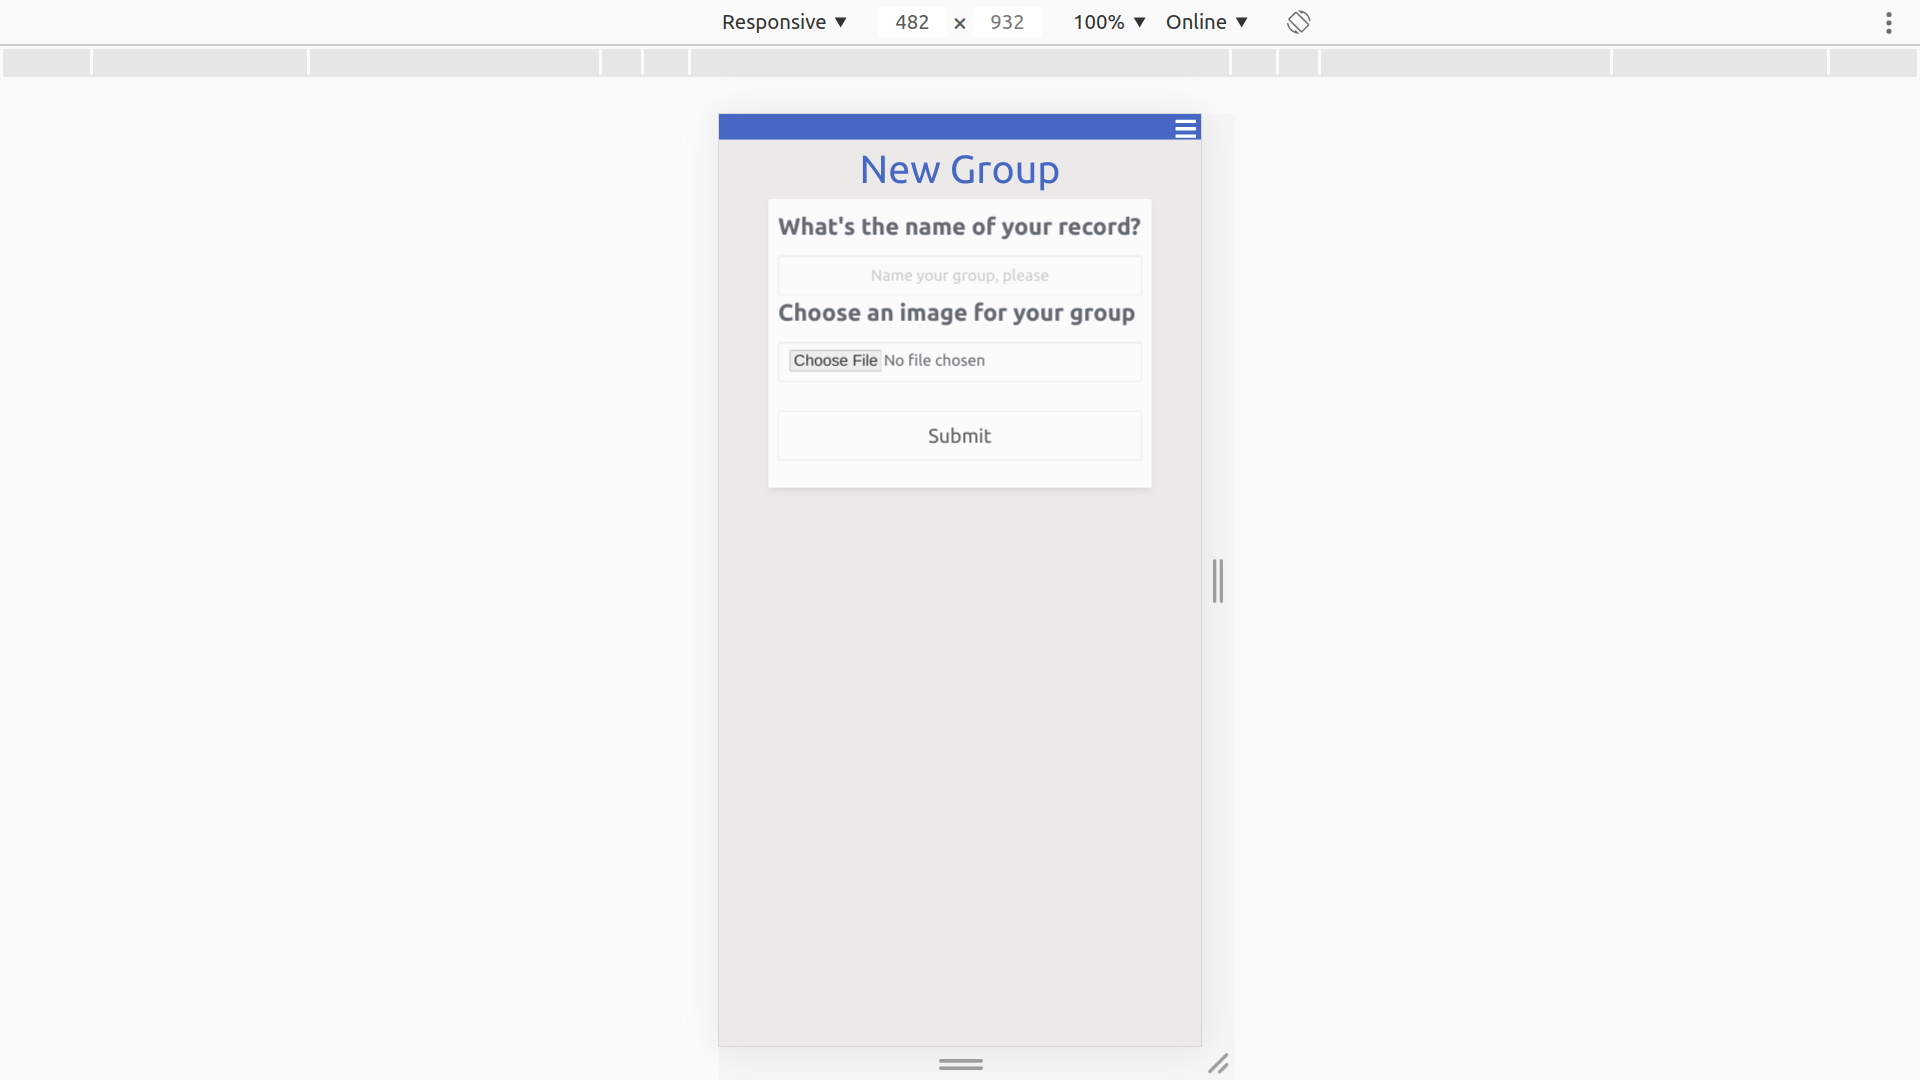 Responsive ▼ 482 × 932 100% ▼ Online ▼
New Group
What's the name of your record?
Name your group, please
Choose an image for your group
Choose File No file chosen
Submit